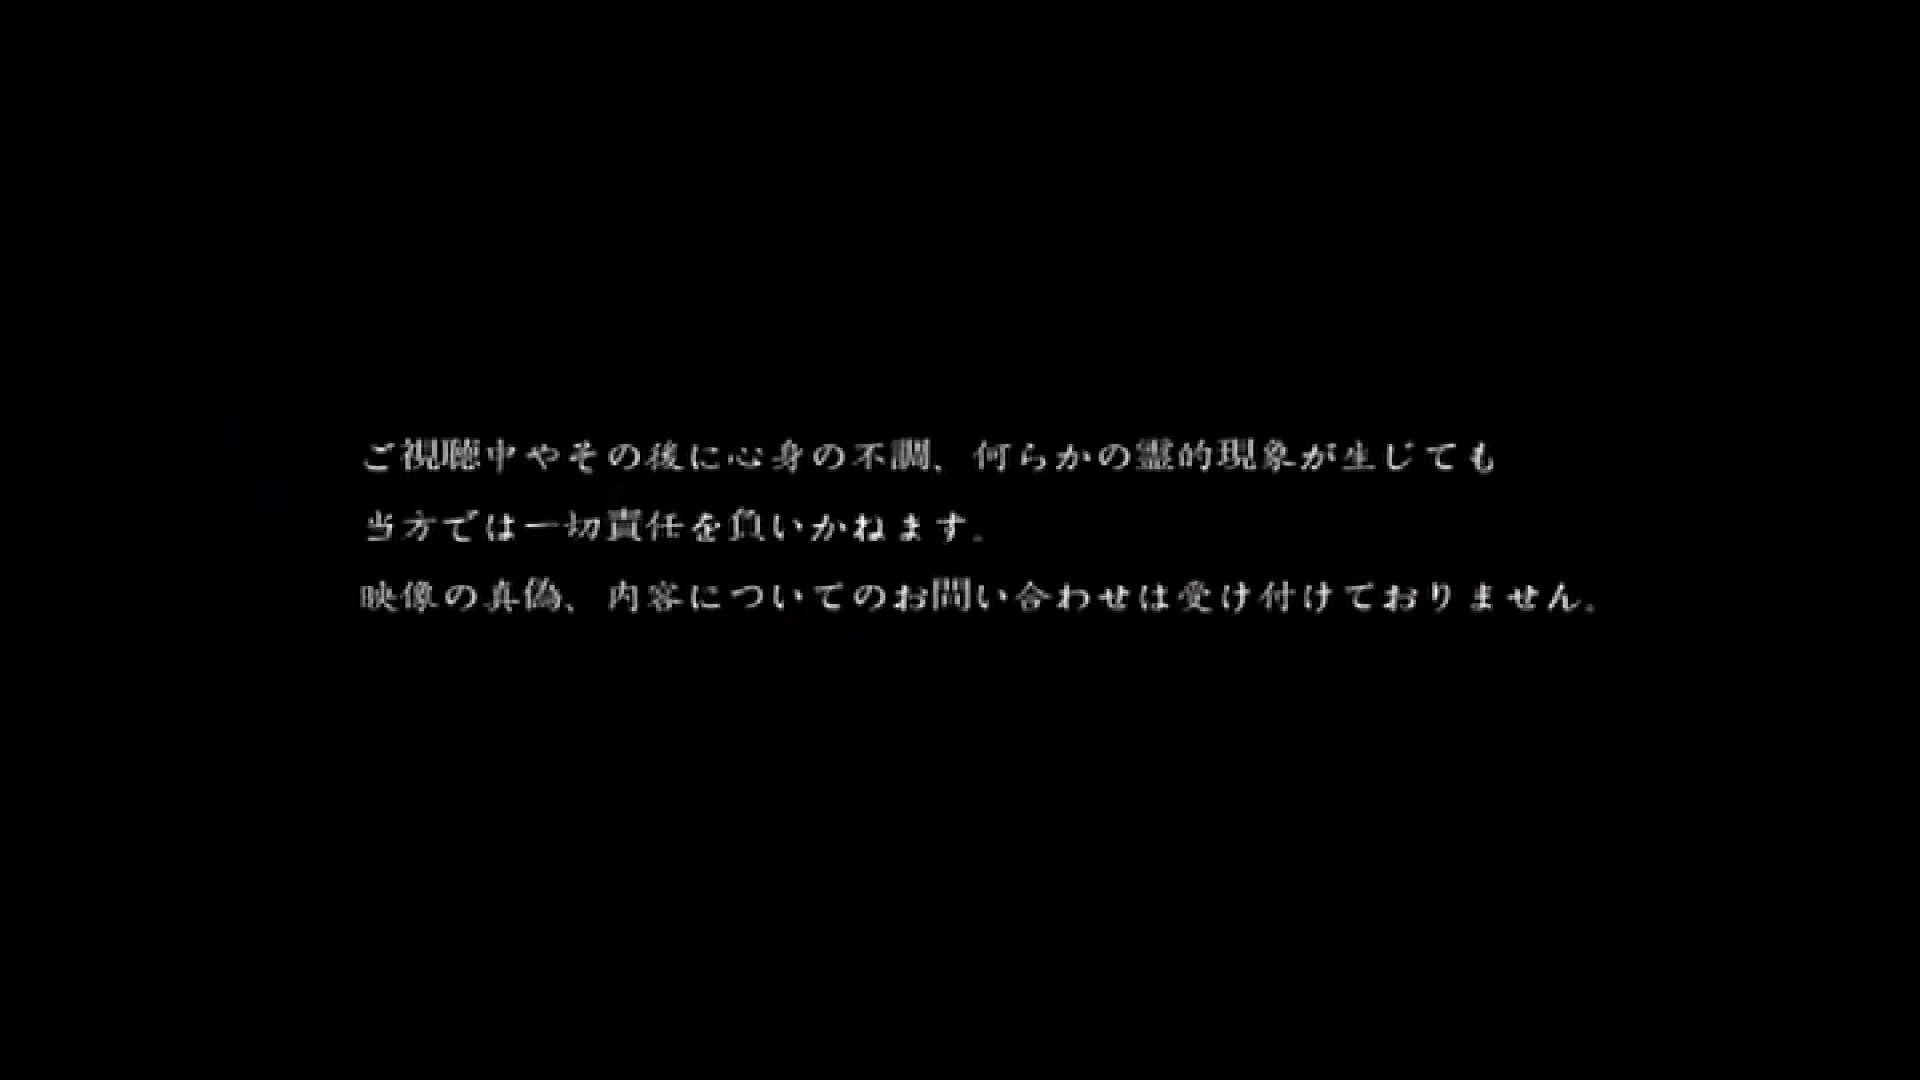 ご視聴中やその後に心身の不調、何らかの霊的現象が生じても
当方では一切責任を負いかねます。
映像の真偽、内容についてのお問い合わせは受け付けておりません。